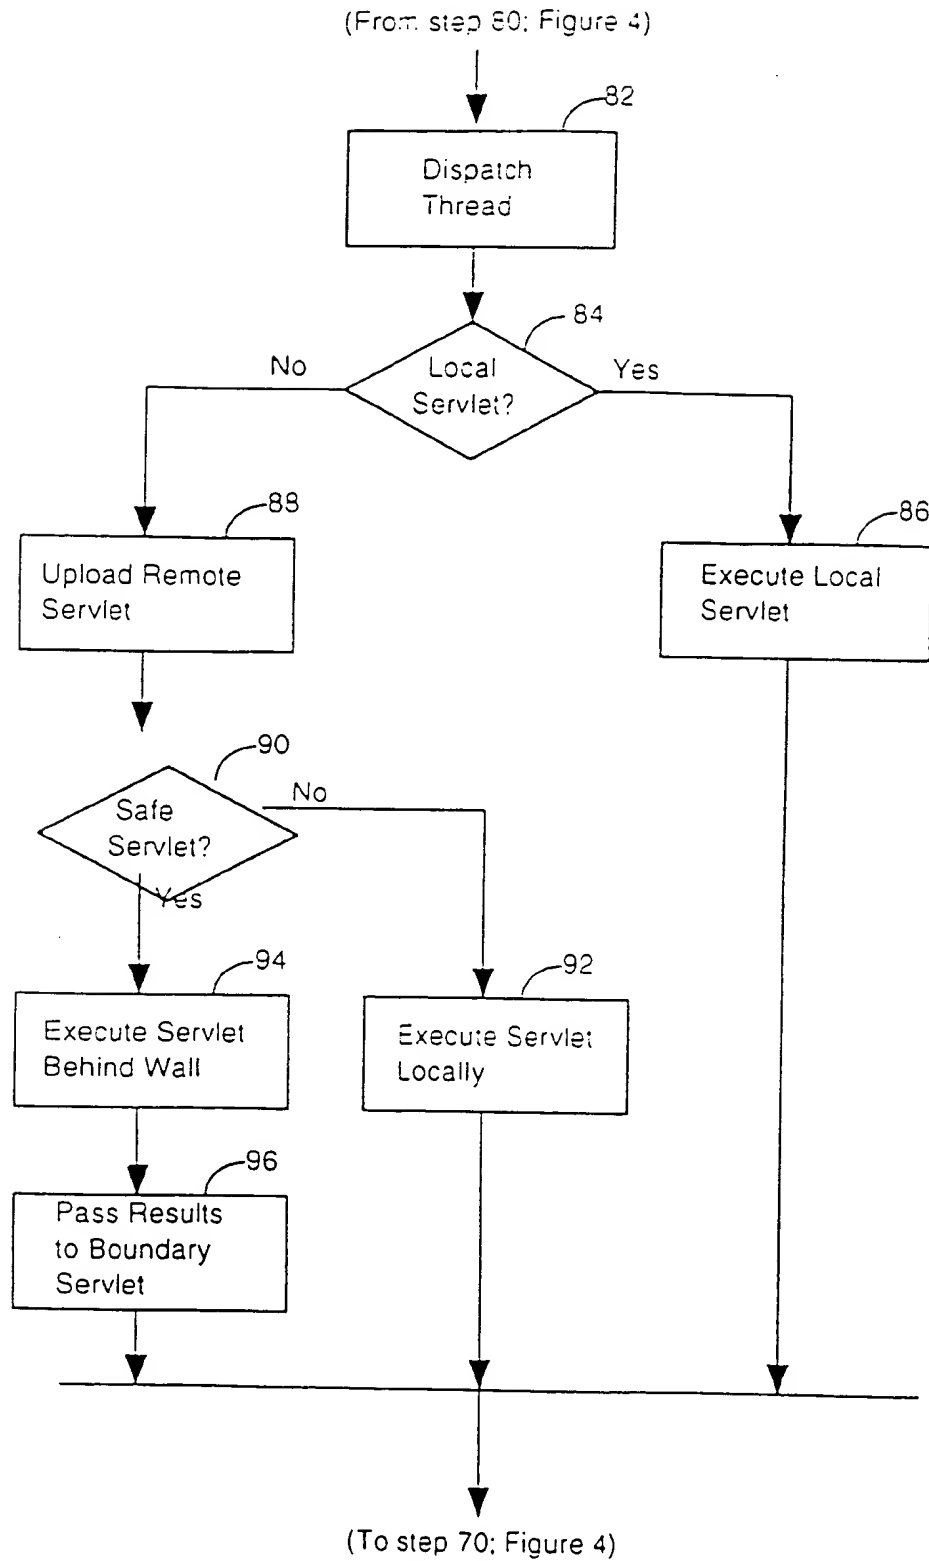 (From step 80; Figure 4)
82
Dispatch
Thread
84
Local
Servlet?
No
Yes
88
Upload Remote
Servlet
86
Execute Local
Servlet
90
Safe
Servlet?
No
Yes
94
Execute Servlet
Behind Wall
92
Execute Servlet
Locally
96
Pass Results
to Boundary
Servlet
(To step 70; Figure 4)